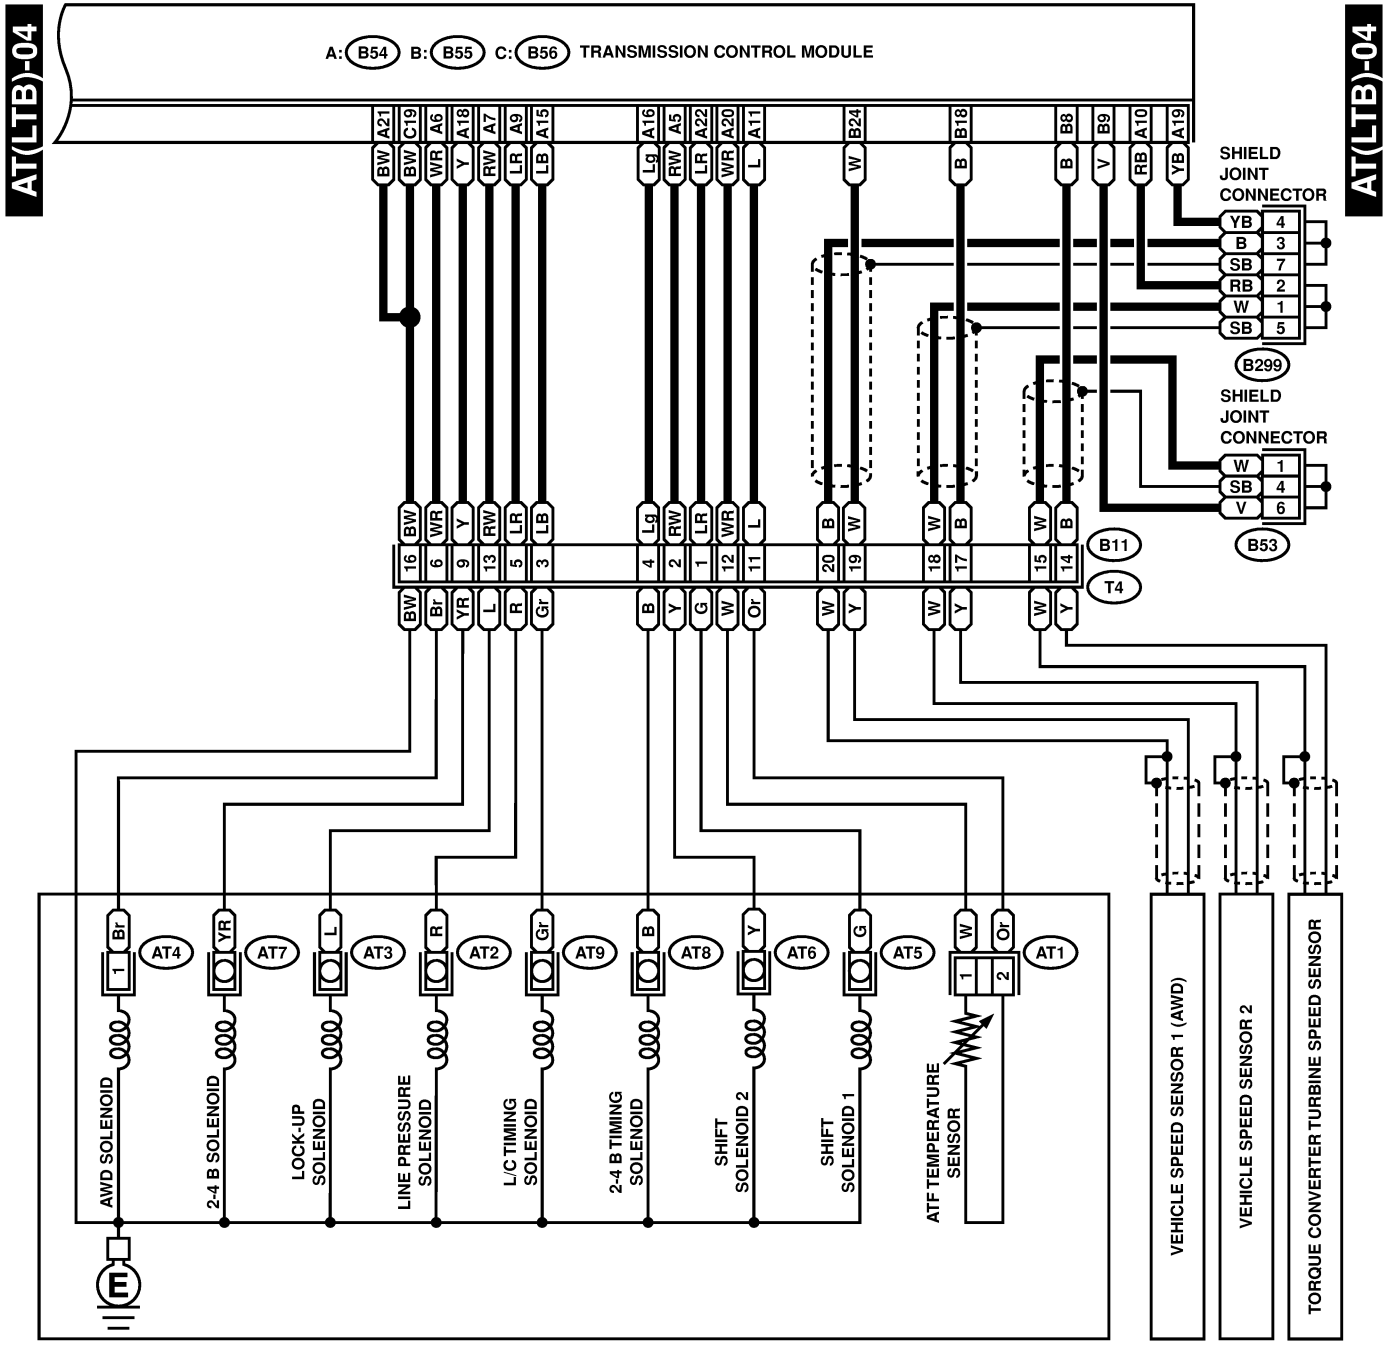 AT(LTB)-04
AT(LTB)-04
A: B54 B: B55 C: B56 TRANSMISSION CONTROL MODULE
A21 C19 A6 A18 A7 A9 A15 A16 A5 A22 A20 A11 B24 B18 B8 B9 A10 A19
BW BW WR Y RW LR LB Lg RW LR WR L W B B V RB YB
SHIELD
JOINT
CONNECTOR
YB 4
B 3
SB 7
RB 2
W 1
SB 5
B299
SHIELD
JOINT
CONNECTOR
W 1
SB 4
V 6
B53
BW WR Y RW LR LB Lg RW LR WR L B W W B W B
B11
16 6 9 13 5 3 4 2 1 12 11 20 19 18 17 15 14
T4
BW Br YR L R Gr B Y G W Or W Y W Y W Y
Br YR L R Gr B Y G W Or
AT4 AT7 AT3 AT2 AT9 AT8 AT6 AT5 AT1
1 1 2
AWD SOLENOID
2-4 B SOLENOID
LOCK-UP
SOLENOID
LINE PRESSURE
SOLENOID
L/C TIMING
SOLENOID
2-4 B TIMING
SOLENOID
SHIFT
SOLENOID 2
SHIFT
SOLENOID 1
ATF TEMPERATURE
SENSOR
VEHICLE SPEED SENSOR 1 (AWD)
VEHICLE SPEED SENSOR 2
TORQUE CONVERTER TURBINE SPEED SENSOR
E